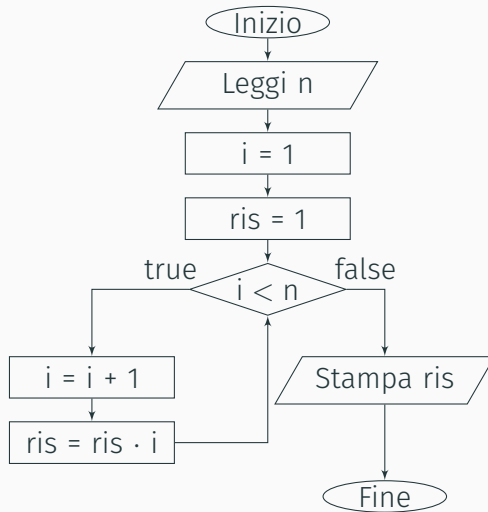 Inizio
Leggi n
i = 1
ris = 1
true
false
i < n
i = i + 1
Stampa ris
ris = ris · i
Fine